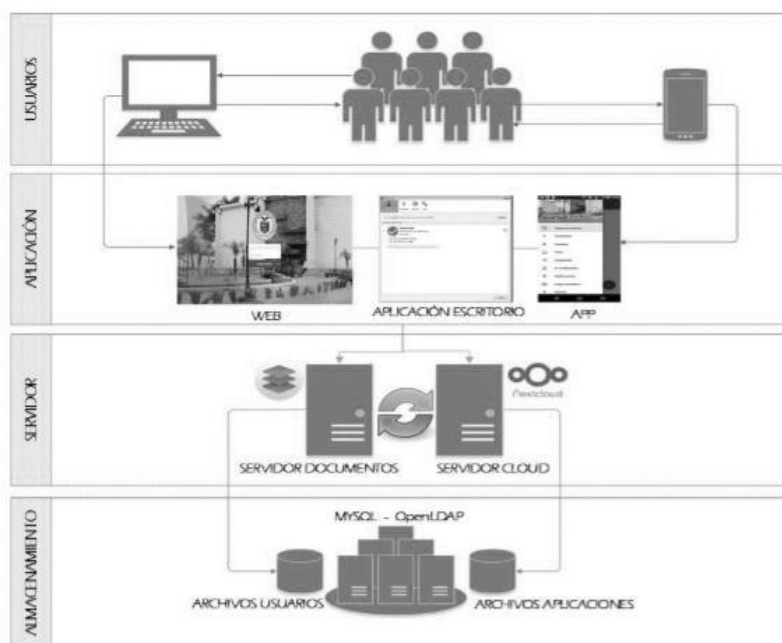 USUARIOS
APLICACIÓN
WEB
APLICACIÓN ESCRITORIO
APP
SERVIDOR
nextcloud
SERVIDOR DOCUMENTOS
SERVIDOR CLOUD
ALMACENAMIENTO
MYSQL - OpenLDAP
ARCHIVOS USUARIOS
ARCHIVOS APLICACIONES